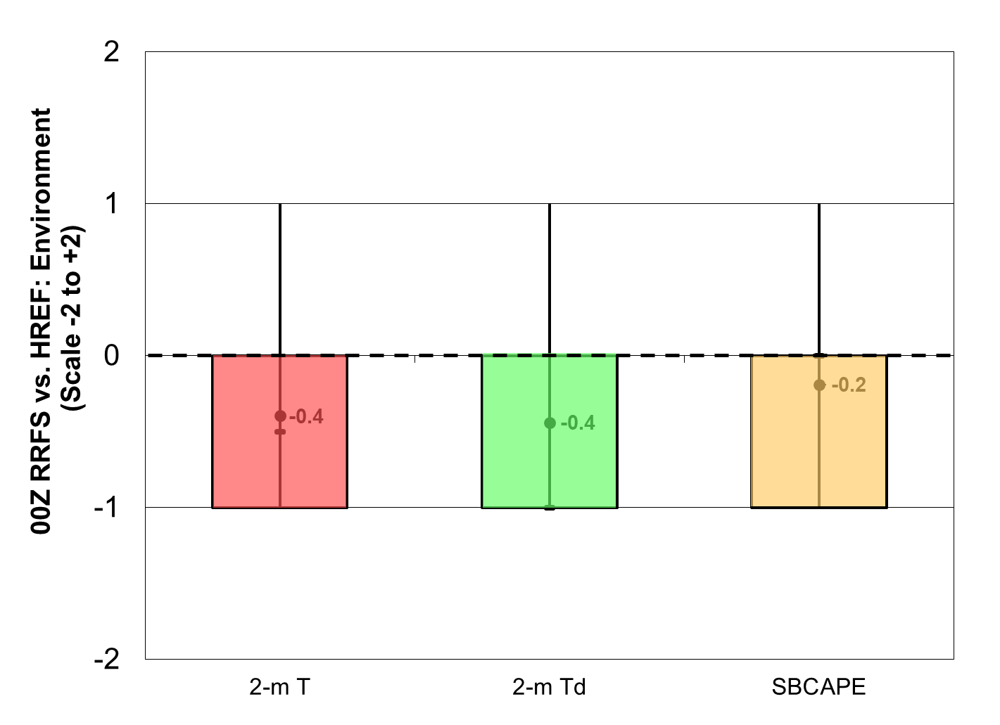 00Z RRFS vs. HREF: Environment
(Scale -2 to +2)
2
1
0
-1
-2
-0.4
-0.4
-0.2
2-m T
2-m Td
SBCAPE